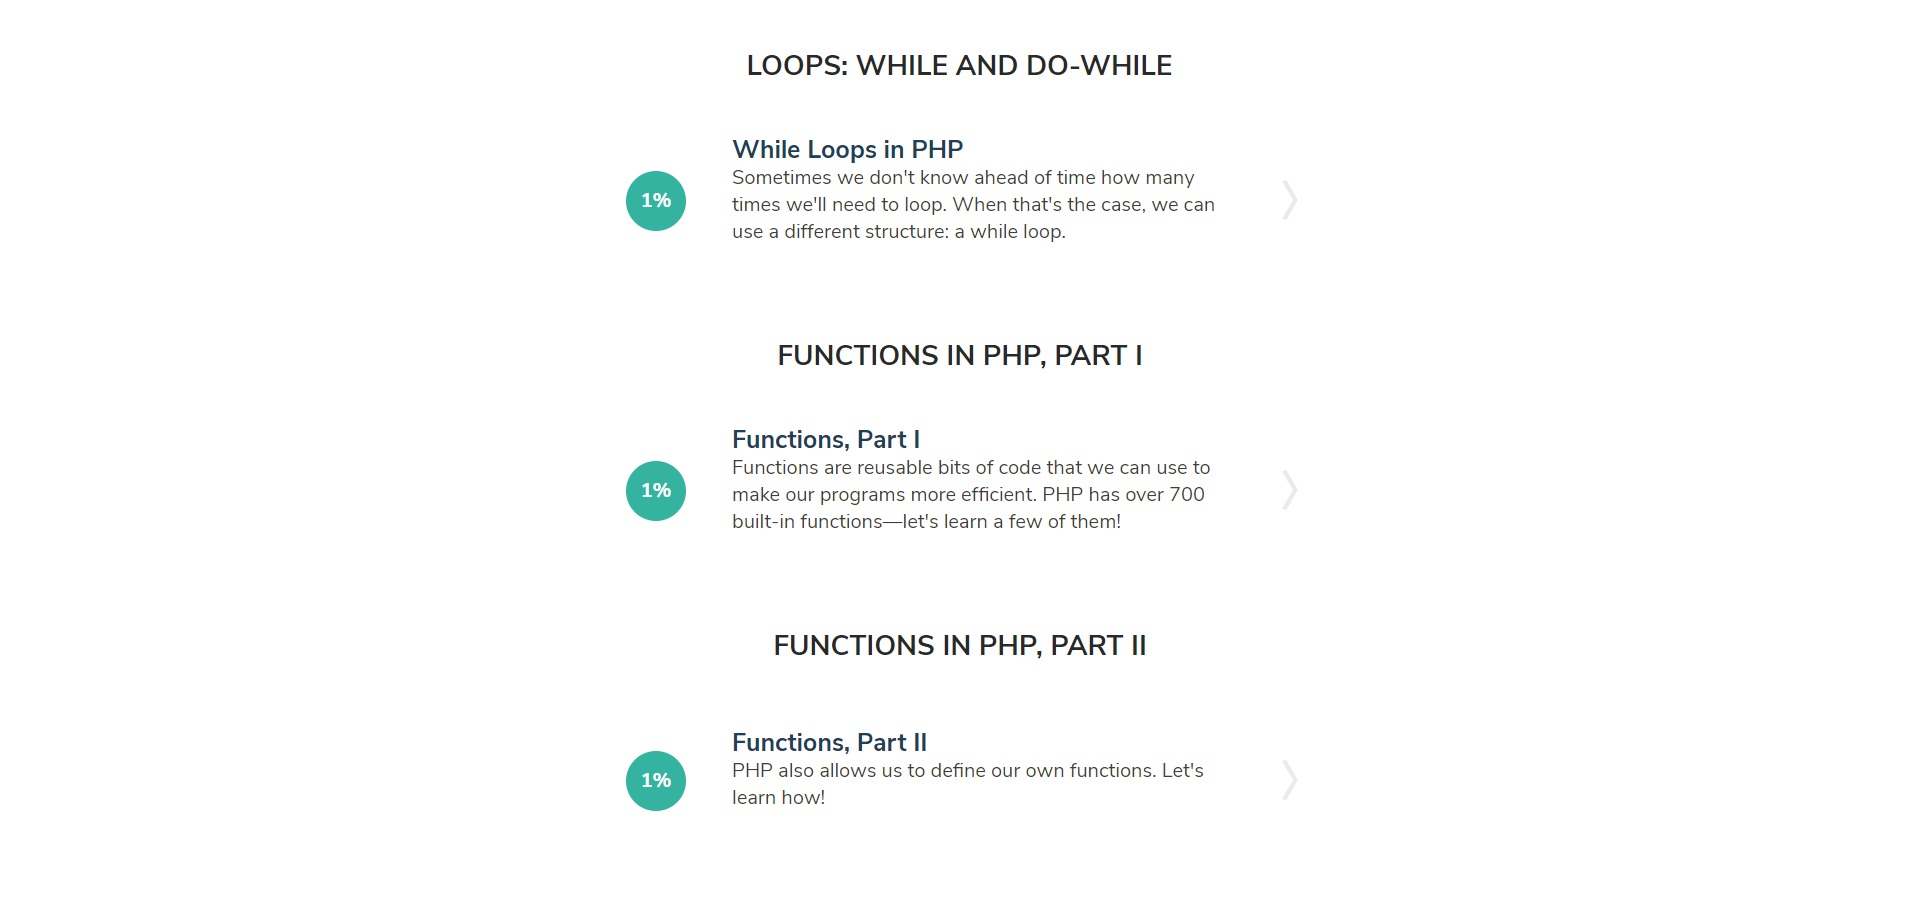 LOOPS: WHILE AND DO-WHILE
While Loops in PHP
Sometimes we don't know ahead of time how many
1%
times we'll need to loop. When that's the case, we can
use a different structure: a while loop.
FUNCTIONS IN PHP, PART I
Functions, Part I
Functions are reusable bits of code that we can use to
1%
make our programs more efficient. PHP has over 700
built-in functions—let's learn a few of them!
FUNCTIONS IN PHP, PART II
Functions, Part II
PHP also allows us to define our own functions. Let's
1%
learn how!